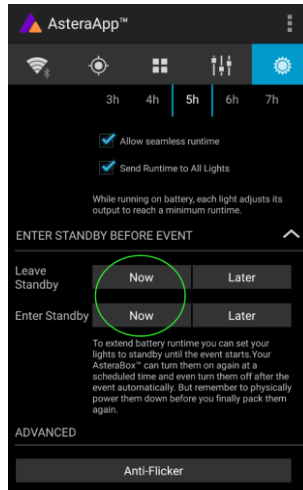 AsteraApp™
3h 4h 5h 6h 7h
Allow seamless runtime
Send Runtime to All Lights
While running on battery, each light adjusts its
output to reach a minimum runtime.
ENTER STANDBY BEFORE EVENT
Leave
Standby
Now Later
Enter Standby Now Later
To extend battery runtime you can set your
lights to standby until the event starts.Your
AsteraBox™ can turn them on again at a
scheduled time and even turn them off after the
event automatically. But remember to physically
power them down before you finally pack them
again.
ADVANCED
Anti-Flicker